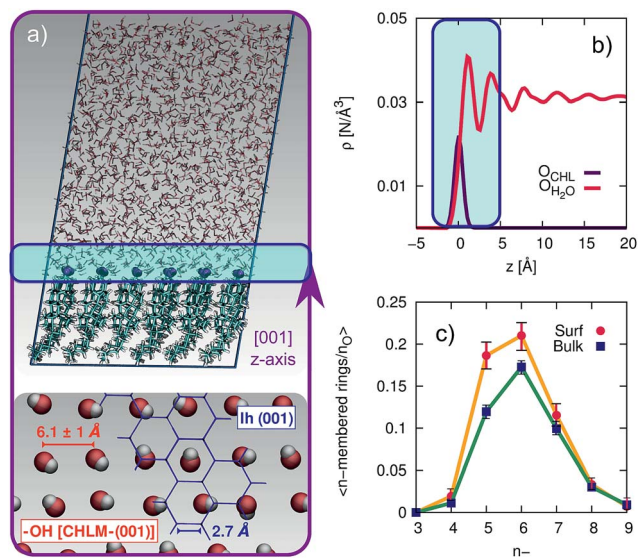 a)
[001]
z-axis
Ih (001)
6.1 ± 1 Å
-OH [CHLM-(001)]
2.7 Å
b)
ρ [N/Å³]
0.05
0.03
0.01
O_CHL
O_H₂O
-5 0 5 10 15 20
z [Å]
c)
<n-membered rings/n_O>
0.25
0.2
0.15
0.1
0.05
0
Surf
Bulk
3 4 5 6 7 8 9
n-